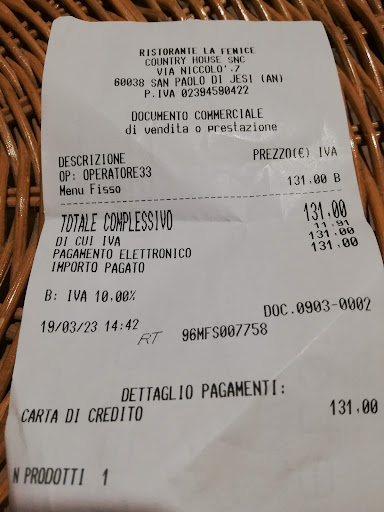 RISTORANTE LA FENICE
COUNTRY HOUSE SNC
VIA NICCOLO'.7
60038 SAN PAOLO DI JESI (AN)
P.IVA 02394590422
DOCUMENTO COMMERCIALE
di vendita o prestazione
DESCRIZIONE PREZZO(€) IVA
OP: OPERATORE33
Menu Fisso 131.00 B
TOTALE COMPLESSIVO 131.00
DI CUI IVA 11.91
PAGAMENTO ELETTRONICO 131.00
IMPORTO PAGATO 131.00
B: IVA 10.00%
DOC.0903-0002
19/03/23 14:42
RT 96MFS007758
DETTAGLIO PAGAMENTI:
CARTA DI CREDITO 131.00
N PRODOTTI 1